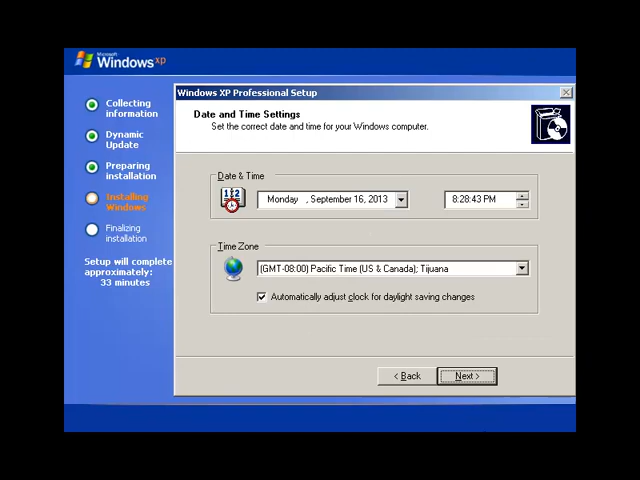 Microsoft
Windows xp
Windows XP Professional Setup
Collecting
information
Dynamic
Update
Preparing
installation
Installing
Windows
Finalizing
installation
Setup will complete
approximately:
33 minutes
Date and Time Settings
Set the correct date and time for your Windows computer.
Date & Time
Monday , September 16, 2013
8:28:43 PM
Time Zone
(GMT-08:00) Pacific Time (US & Canada); Tijuana
Automatically adjust clock for daylight saving changes
< Back
Next >